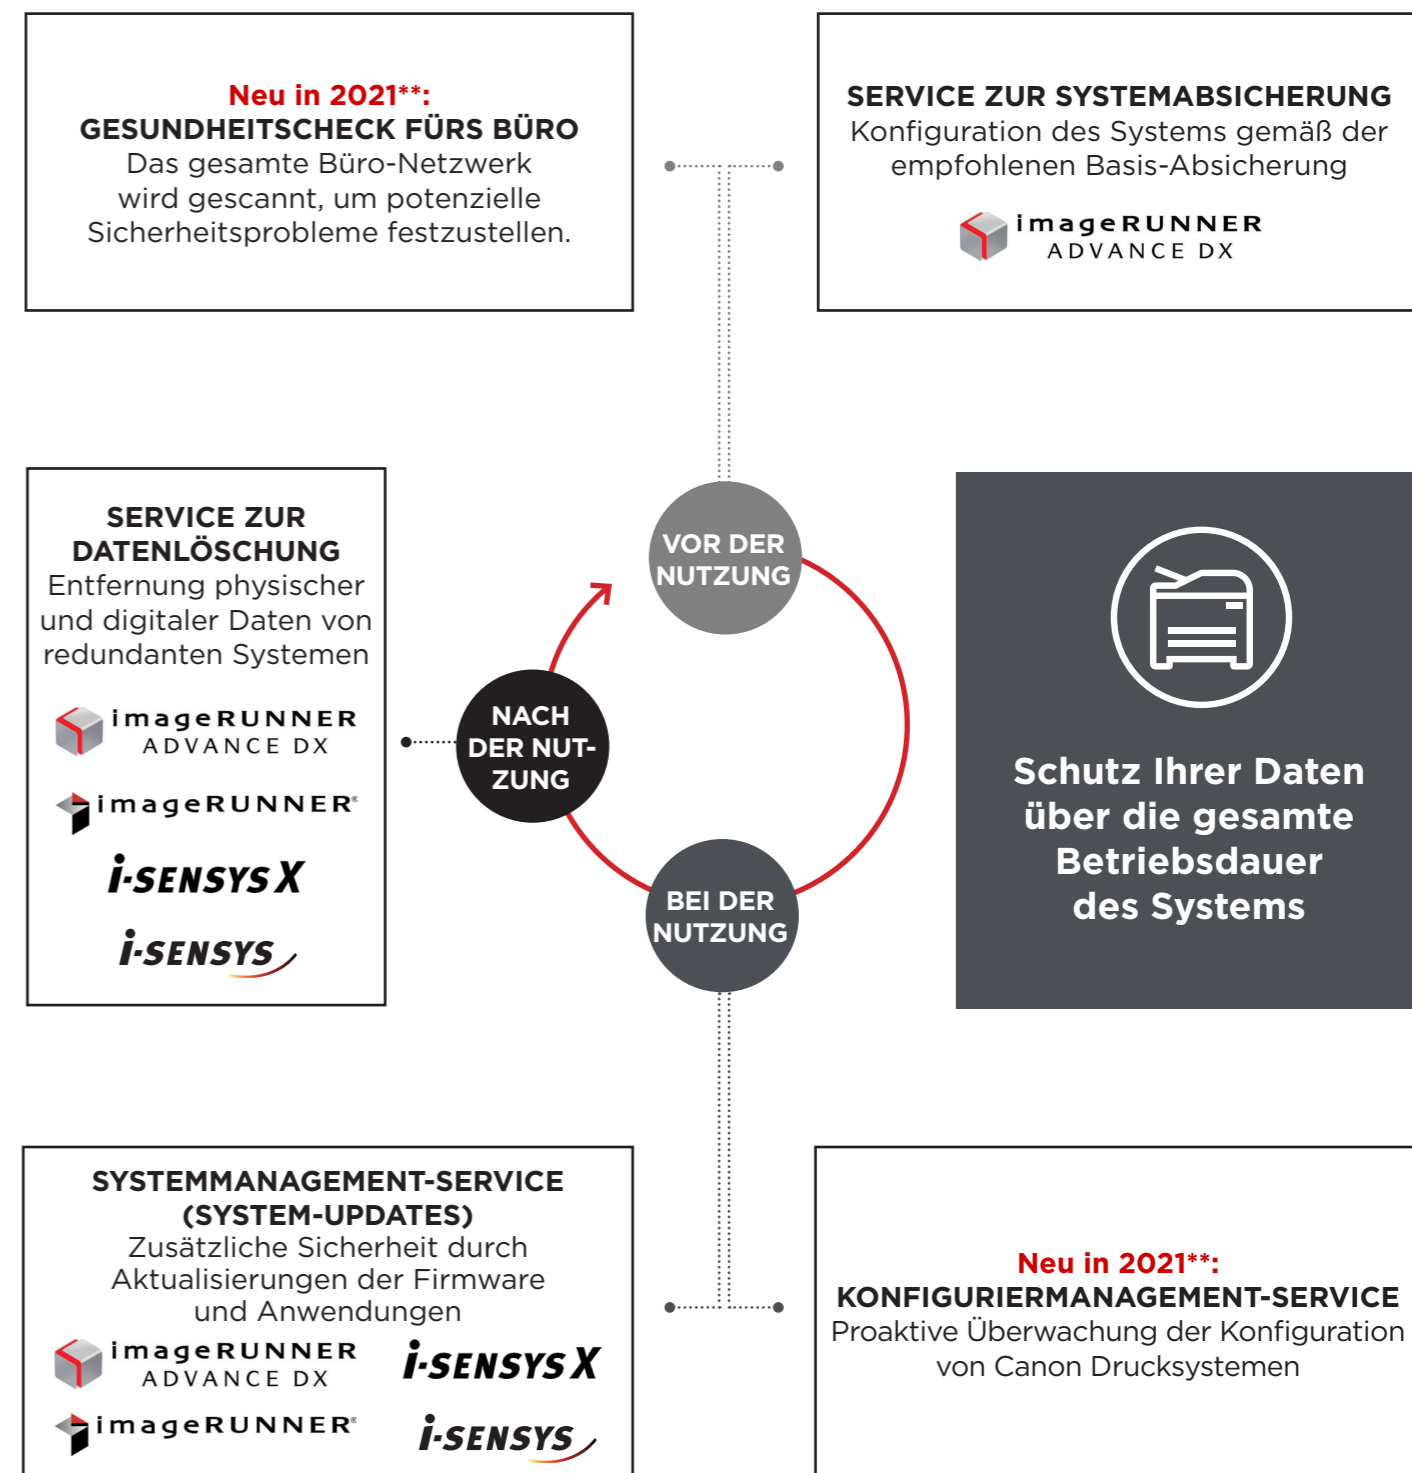 Neu in 2021**:
GESUNDHEITSCHECK FÜRS BÜRO
Das gesamte Büro-Netzwerk
wird gescannt, um potenzielle
Sicherheitsprobleme festzustellen.
SERVICE ZUR SYSTEMABSICHERUNG
Konfiguration des Systems gemäß der
empfohlenen Basis-Absicherung
imageRUNNER
ADVANCE DX
SERVICE ZUR
DATENLÖSCHUNG
Entfernung physischer
und digitaler Daten von
redundanten Systemen
imageRUNNER
ADVANCE DX
imageRUNNER®
i-SENSYS X
i-SENSYS
VOR DER
NUTZUNG
NACH
DER NUT-
ZUNG
BEI DER
NUTZUNG
Schutz Ihrer Daten
über die gesamte
Betriebsdauer
des Systems
SYSTEMMANAGEMENT-SERVICE
(SYSTEM-UPDATES)
Zusätzliche Sicherheit durch
Aktualisierungen der Firmware
und Anwendungen
imageRUNNER
ADVANCE DX
i-SENSYS X
imageRUNNER®
i-SENSYS
Neu in 2021**:
KONFIGURIERMANAGEMENT-SERVICE
Proaktive Überwachung der Konfiguration
von Canon Drucksystemen